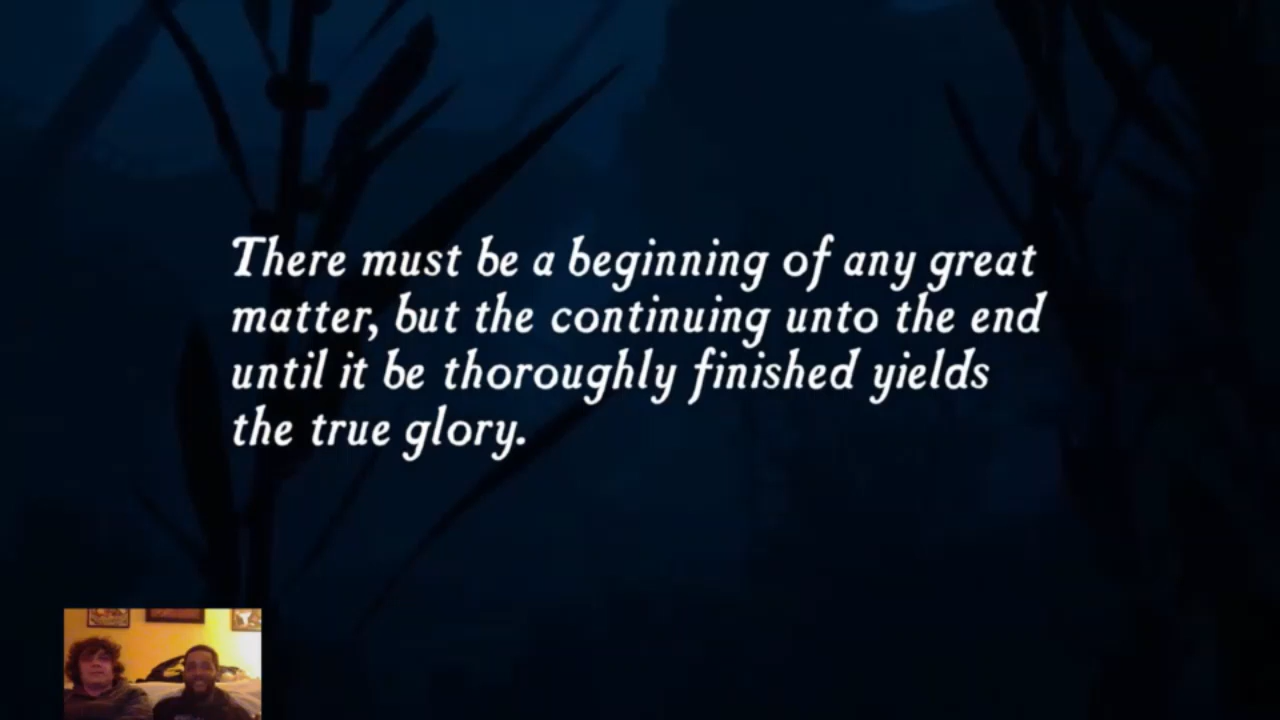 There must be a beginning of any great
matter, but the continuing unto the end
until it be thoroughly finished yields
the true glory.